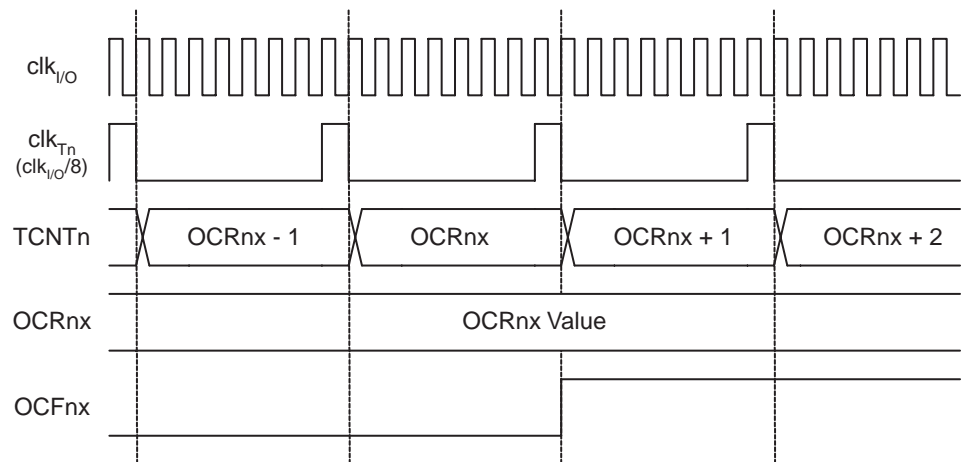 clkI/O
clkTn
(clkI/O/8)
TCNTn
OCRnx - 1
OCRnx
OCRnx + 1
OCRnx + 2
OCRnx
OCRnx Value
OCFnx